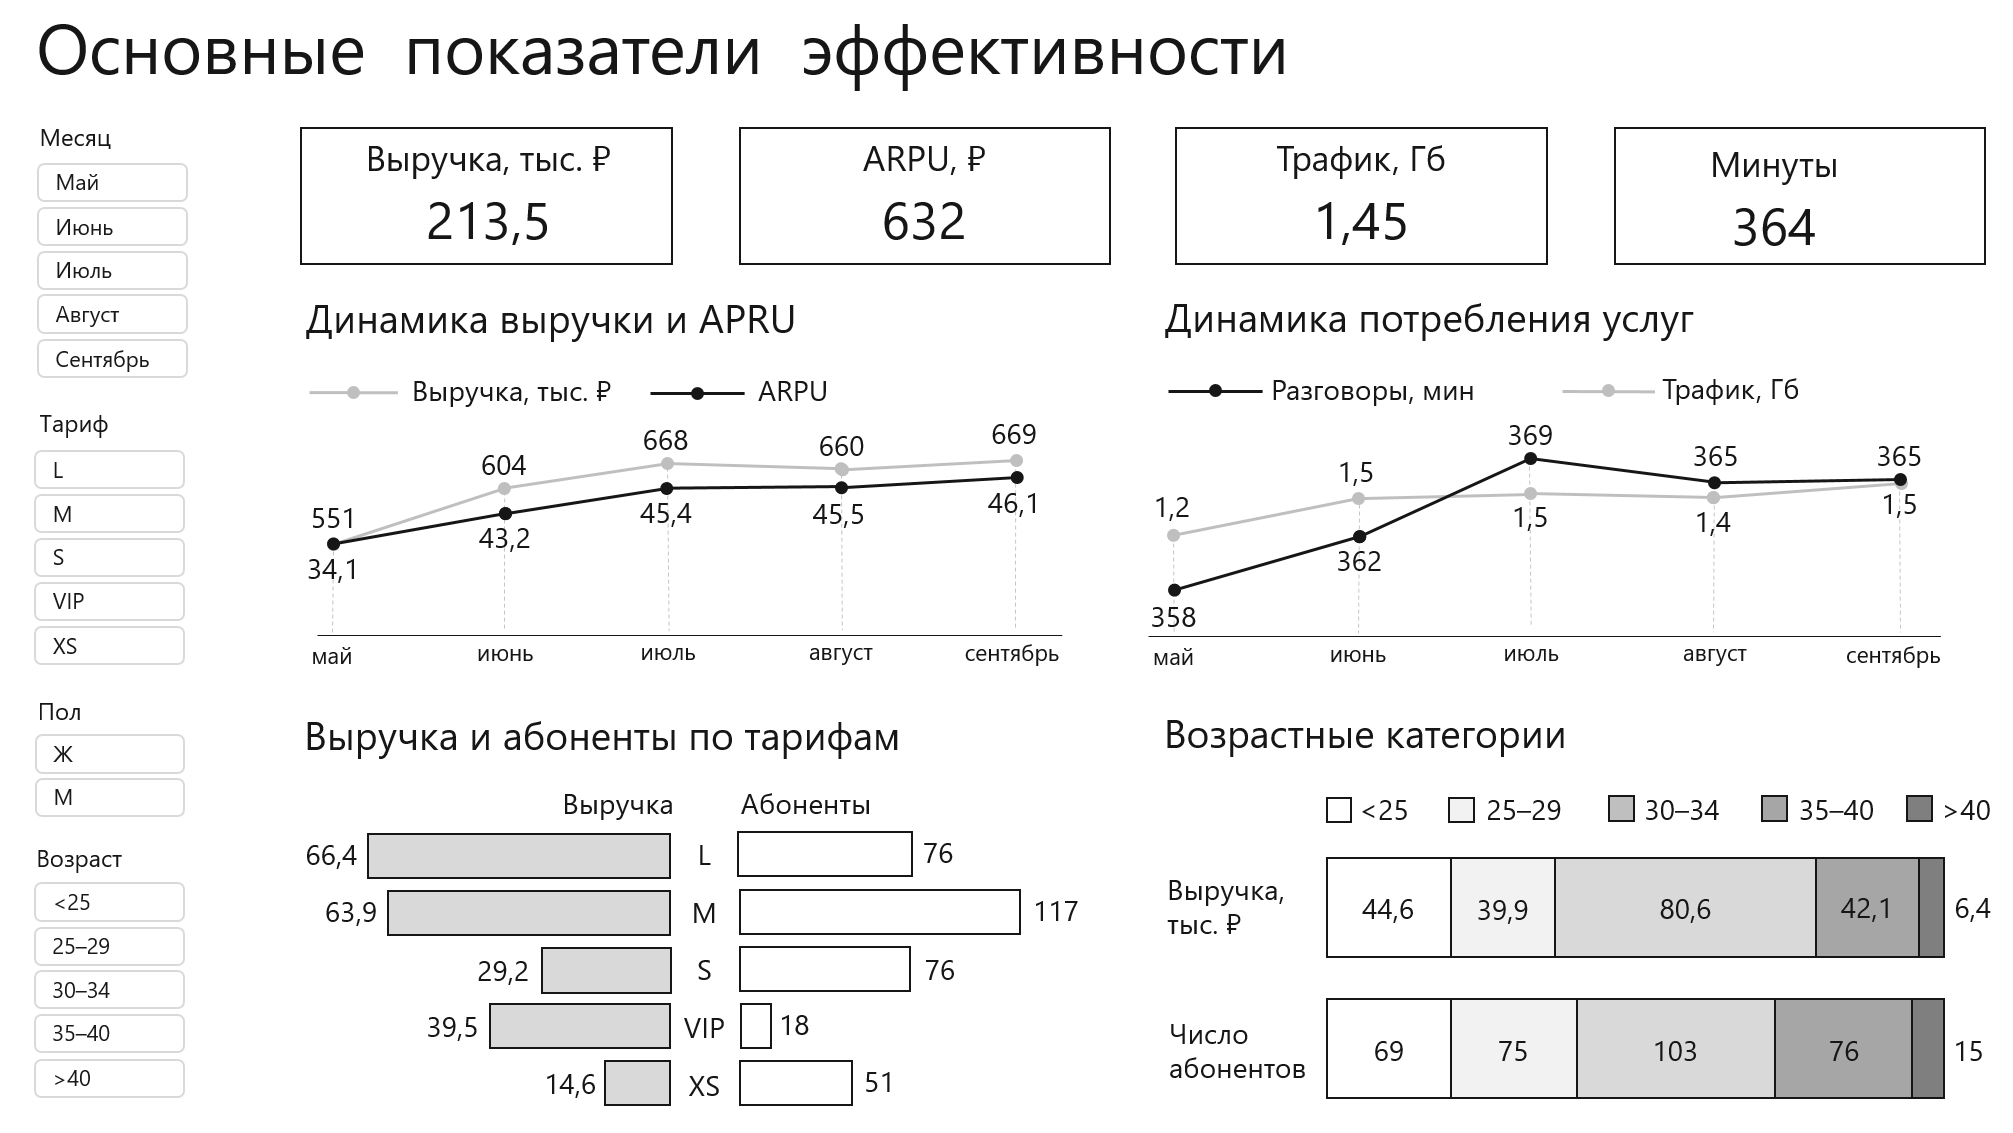 Основные показатели эффективности
Месяц
Май
Июнь
Июль
Август
Сентябрь
Тариф
L
M
S
VIP
XS
Пол
Ж
М
Возраст
<25
25–29
30–34
35–40
>40
Выручка, тыс. ₽
213,5
ARPU, ₽
632
Трафик, Гб
1,45
Минуты
364
Динамика выручки и APRU
Выручка, тыс. ₽ ARPU
551 604 668 660 669
34,1 43,2 45,4 45,5 46,1
май июнь июль август сентябрь
Динамика потребления услуг
Разговоры, мин Трафик, Гб
1,2 1,5 369 365 365
358 362 1,5 1,4 1,5
май июнь июль август сентябрь
Выручка и абоненты по тарифам
Выручка Абоненты
66,4 L 76
63,9 M 117
29,2 S 76
39,5 VIP 18
14,6 XS 51
Возрастные категории
<25 25–29 30–34 35–40 >40
Выручка,
тыс. ₽
44,6 39,9 80,6 42,1 6,4
Число
абонентов
69 75 103 76 15